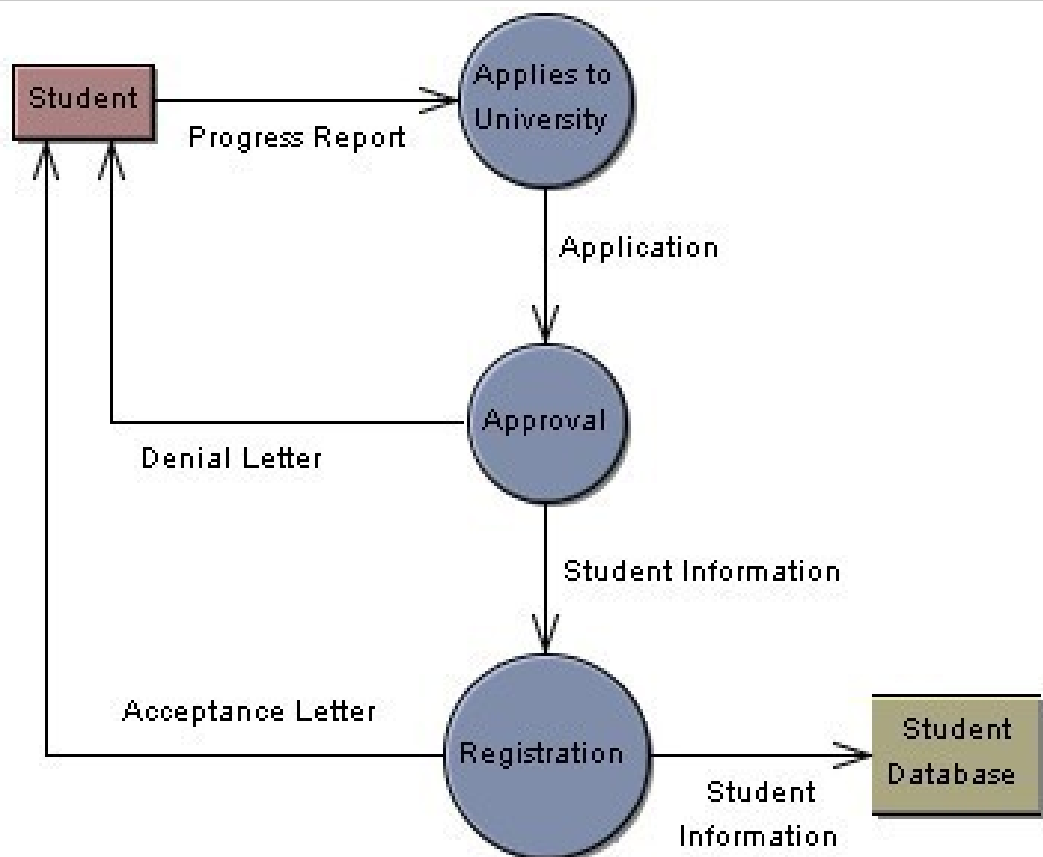 Applies to
University
Student
Progress Report
Application
Approval
Denial Letter
Student Information
Acceptance Letter
Registration
Student
Database
Student
Information